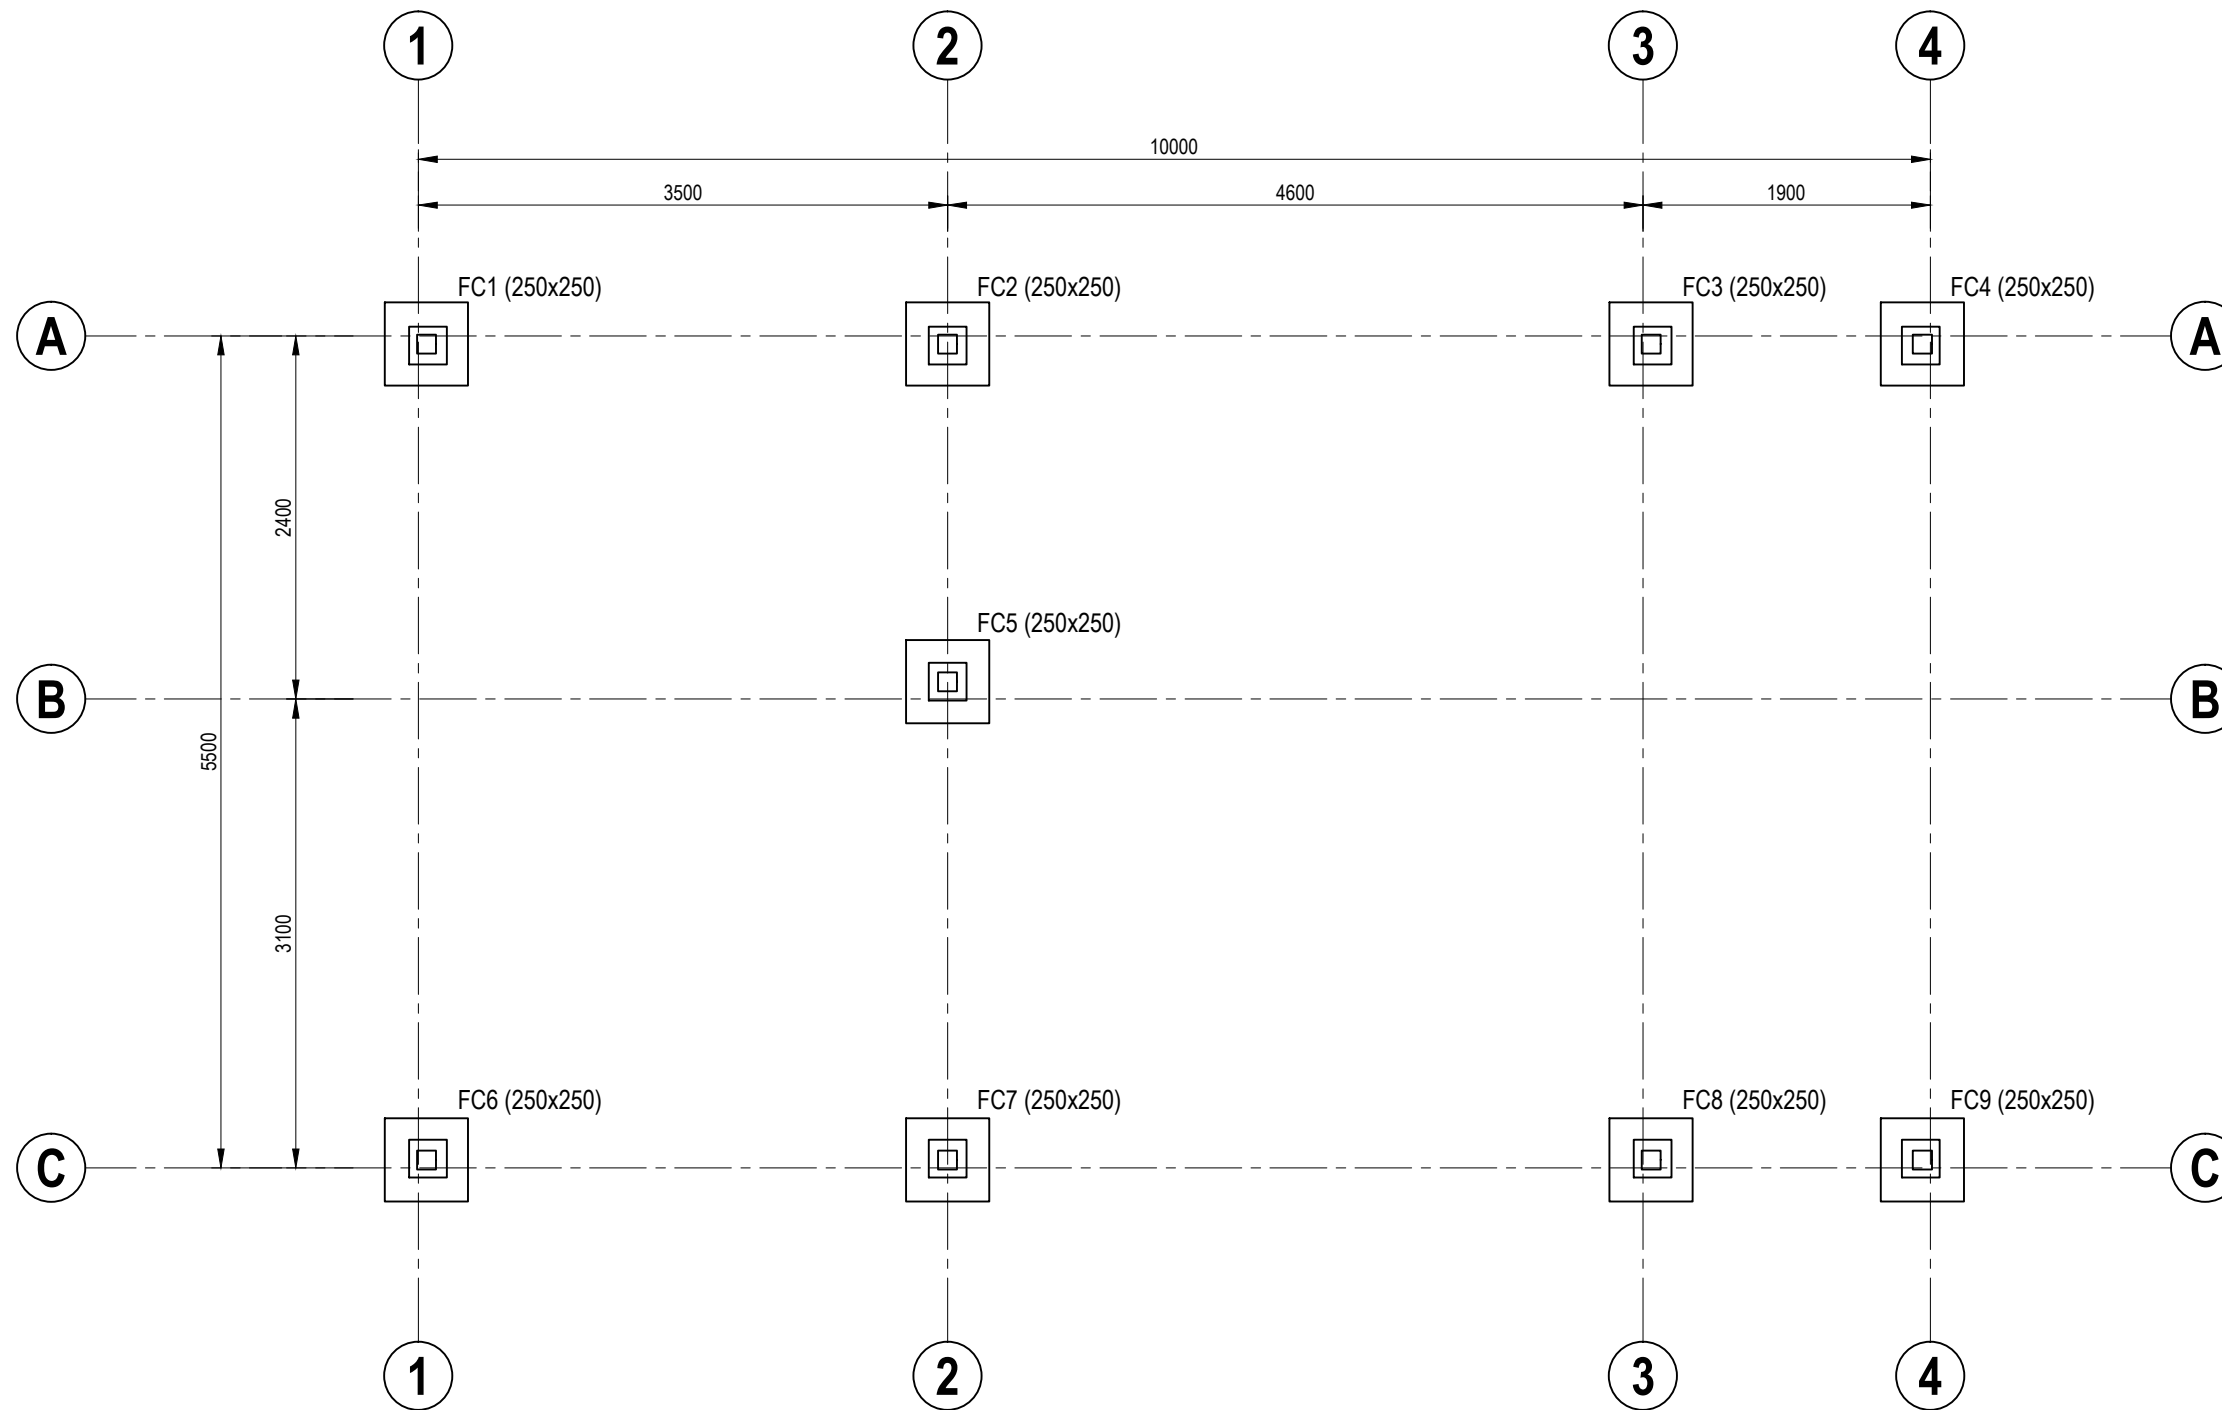 1 2 3 4
10000
3500 4600 1900
FC1 (250x250) FC2 (250x250) FC3 (250x250) FC4 (250x250)
A A
2400
FC5 (250x250)
B B
5500
3100
FC6 (250x250) FC7 (250x250) FC8 (250x250) FC9 (250x250)
C C
1 2 3 4